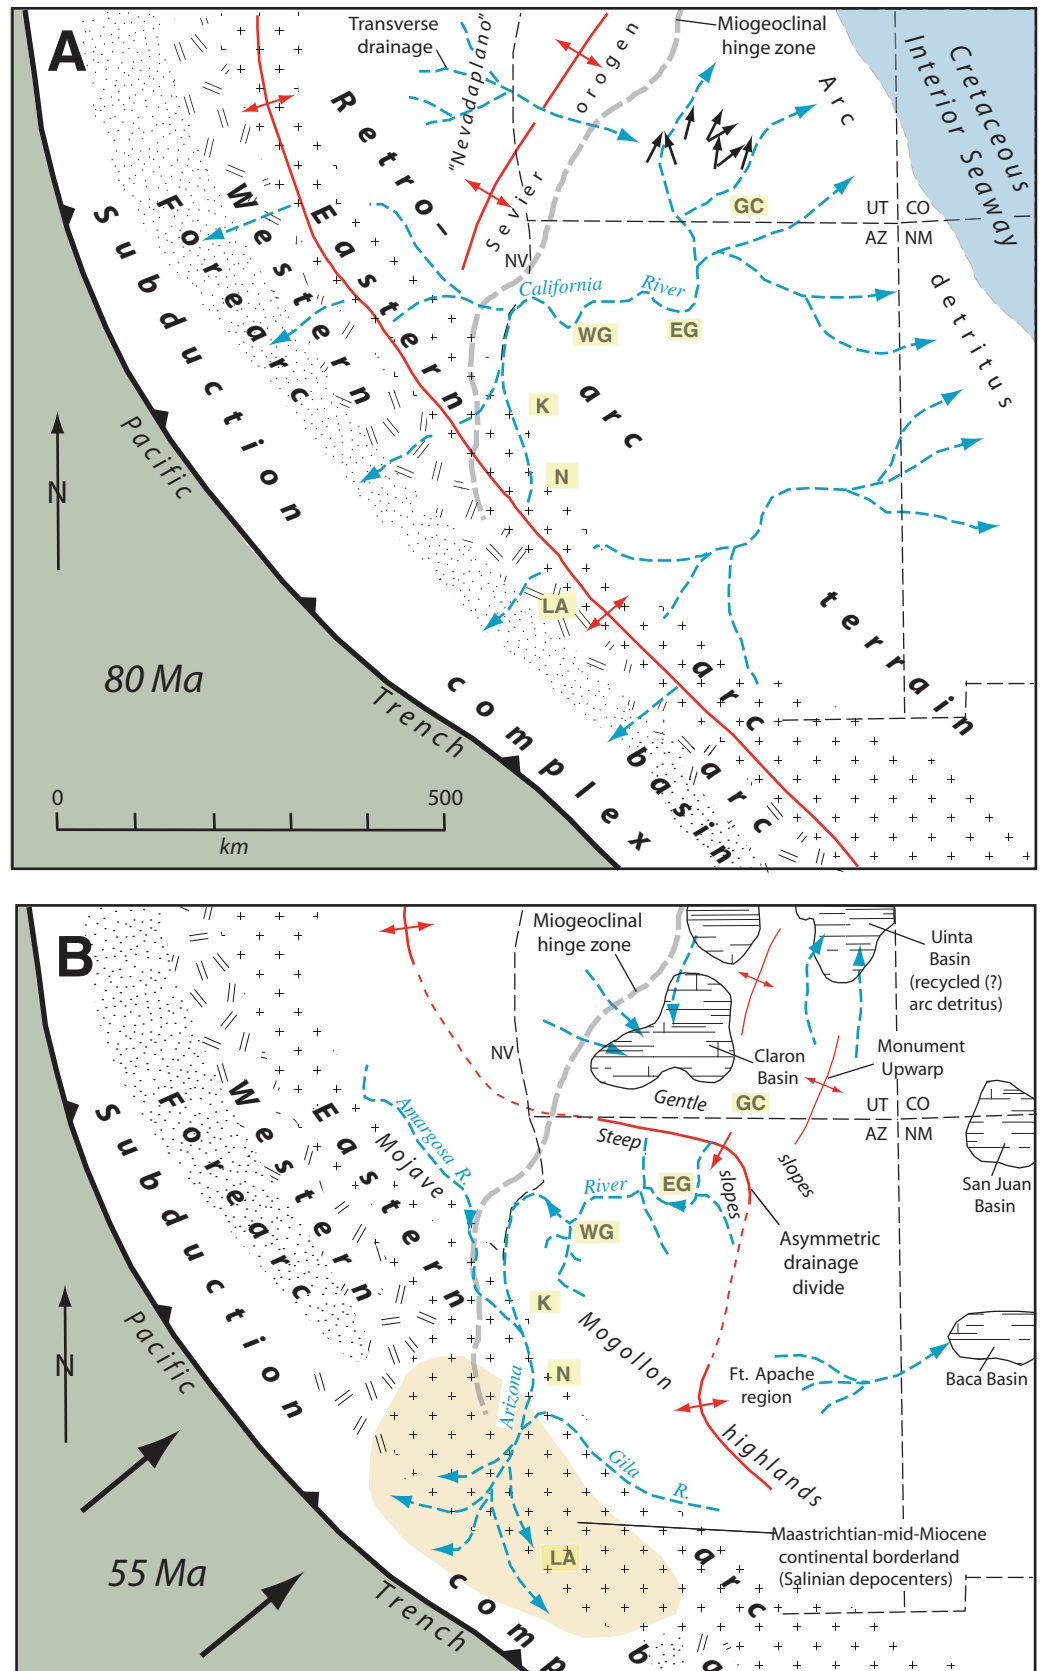 A
Transverse
drainage
"Nevadaplano"
Sevier orogen
Miogeoclinal
hinge zone
Cretaceous
Interior Seaway
Arc detritus
Retro-arc terrain
Western arc
Eastern arc
Forearc basin
Subduction complex
GC
UT CO
AZ NM
NV
California River
WG
EG
K
N
LA
Pacific
Trench
N
80 Ma
0 500
km
B
Miogeoclinal
hinge zone
Uinta
Basin
(recycled (?)
arc detritus)
Claron
Basin
Monument
Upwarp
NV
Gentle slopes
GC
UT CO
AZ NM
Steep slopes
Amargosa R.
Mojave
River
EG
WG
San Juan
Basin
Asymmetric
drainage
divide
Western
Eastern arc
Forearc b
Subduction comp
a
K
N
Mogollon highlands
Ft. Apache
region
Baca Basin
Arizona
Gila R.
Pacific
Trench
N
LA
Maastrichtian-mid-Miocene
continental borderland
(Salinian depocenters)
55 Ma